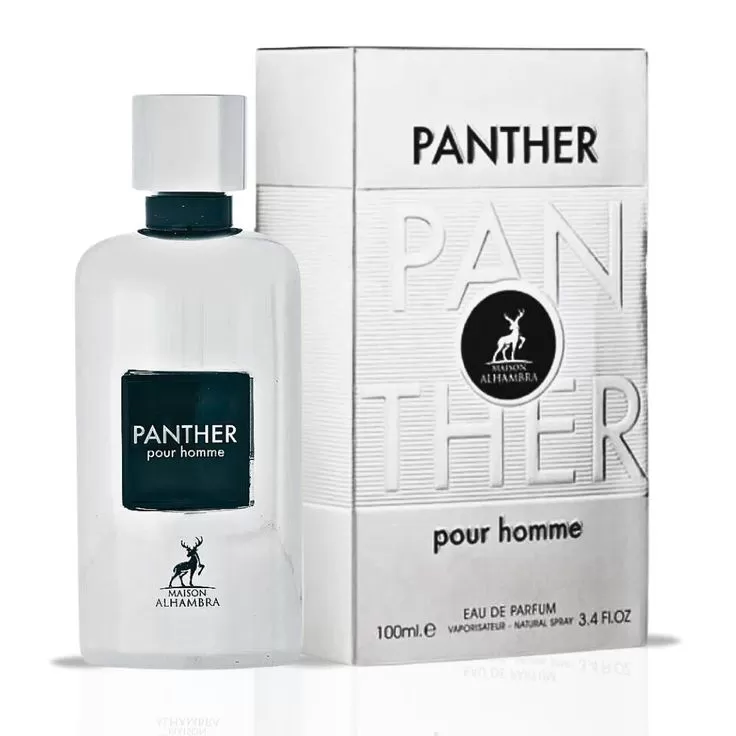 PANTHER
pour homme
MAISON
ALHAMBRA
PANTHER
PAN
THER
MAISON
ALHAMBRA
pour homme
EAU DE PARFUM
100ml.e VAPORISATEUR - NATURAL SPRAY 3.4 Fl.OZ